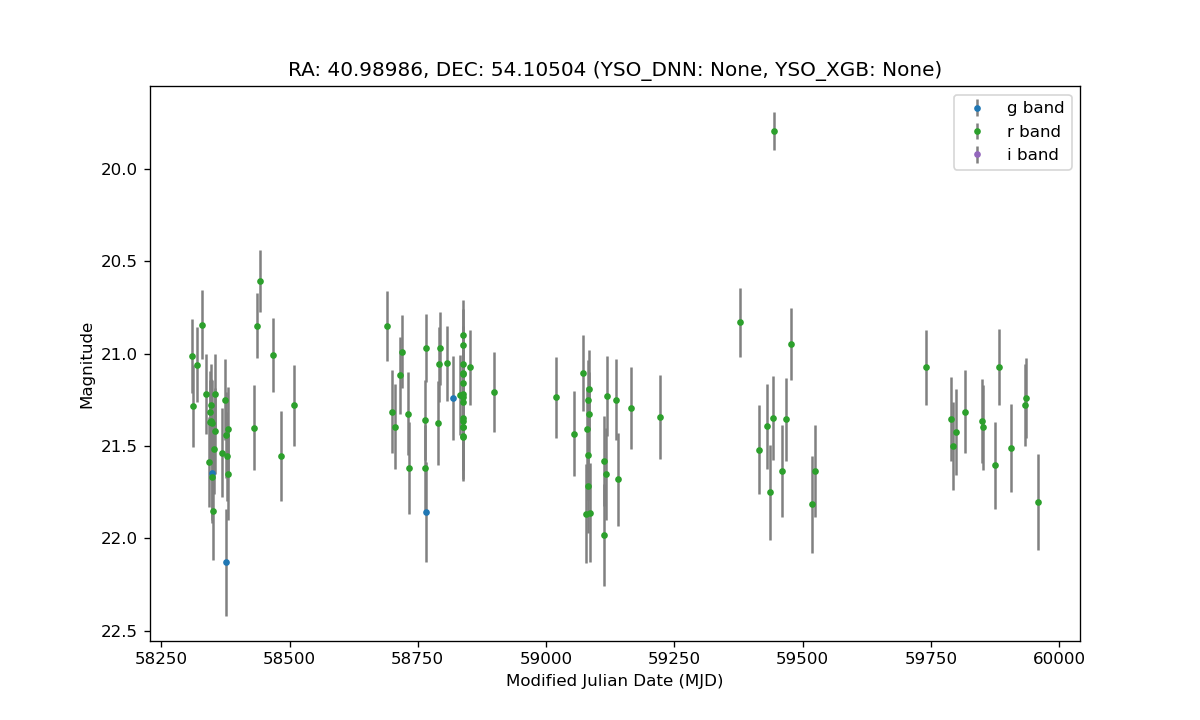 RA: 40.98986, DEC: 54.10504 (YSO_DNN: None, YSO_XGB: None)
g band
r band
i band
20.0
20.5
21.0
21.5
22.0
22.5
Magnitude
58250 58500 58750 59000 59250 59500 59750 60000
Modified Julian Date (MJD)